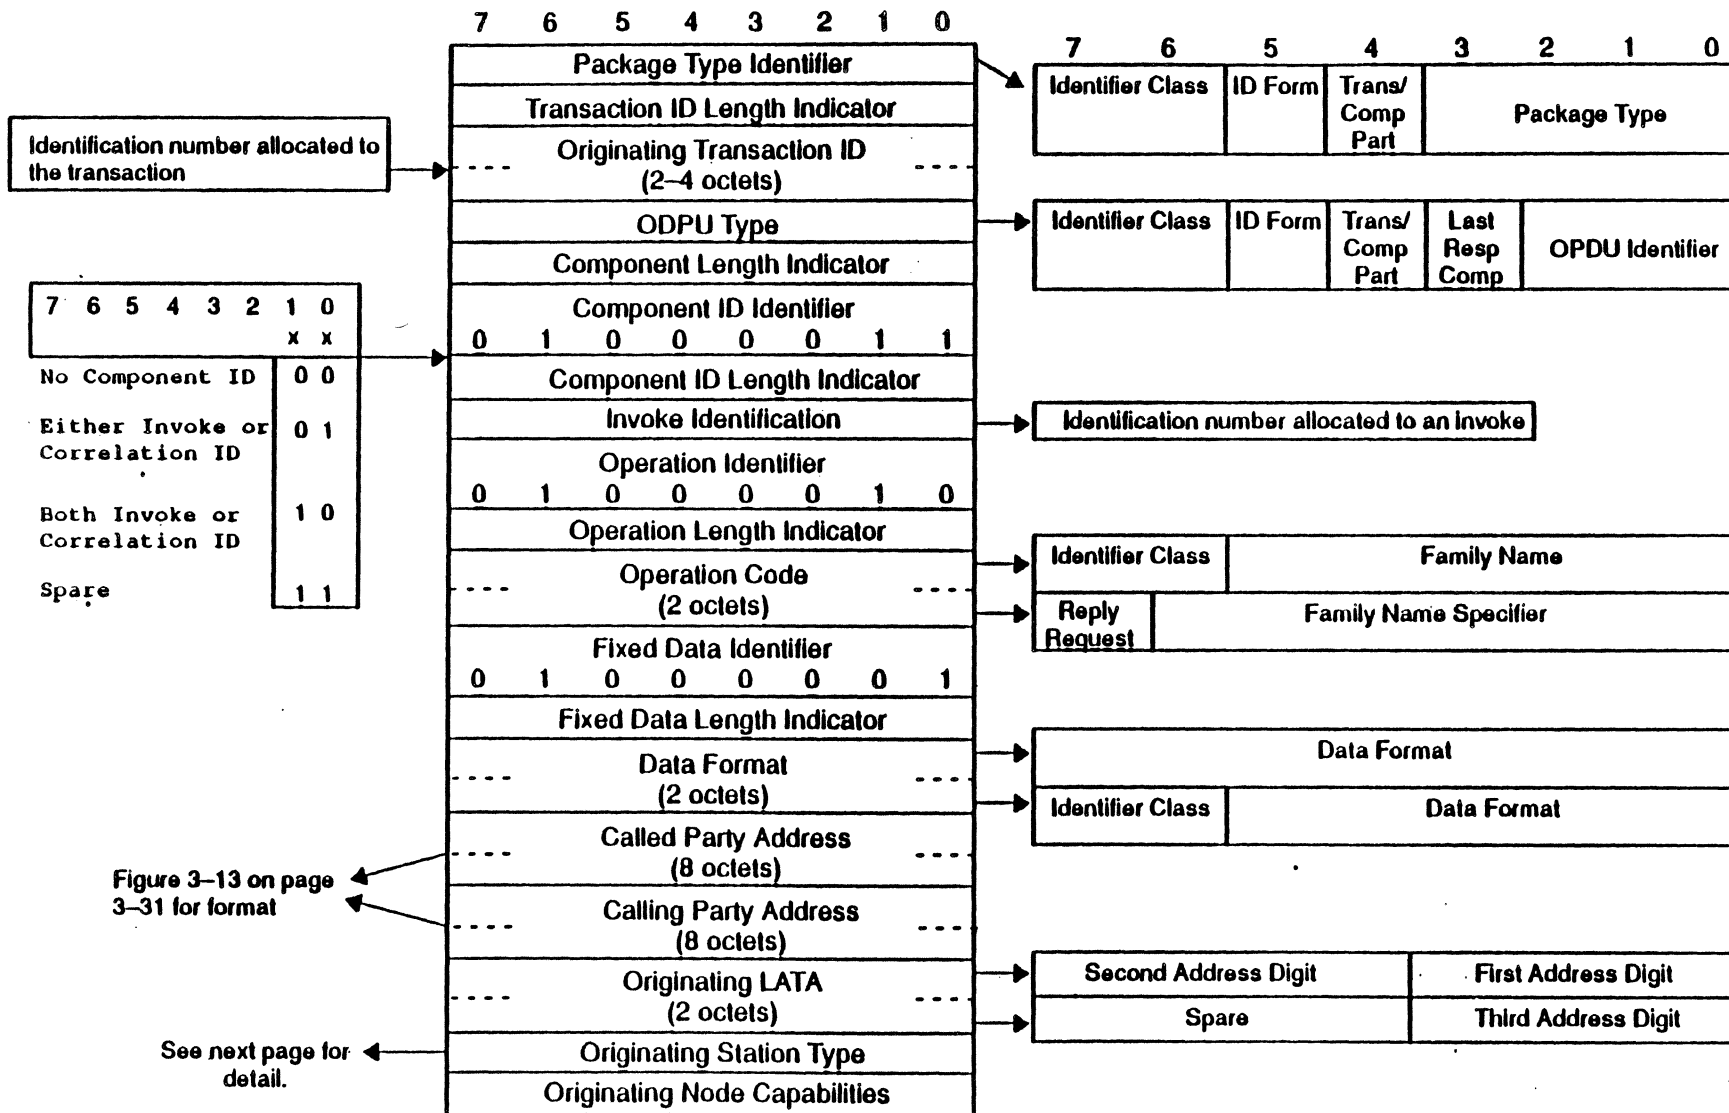 7 6 5 4 3 2 1 0
Package Type Identifier
Transaction ID Length Indicator
Originating Transaction ID
(2–4 octets)
ODPU Type
Component Length Indicator
Component ID Identifier
0 1 0 0 0 0 1 1
Component ID Length Indicator
Invoke Identification
Operation Identifier
0 1 0 0 0 0 1 0
Operation Length Indicator
Operation Code
(2 octets)
Fixed Data Identifier
0 1 0 0 0 0 0 1
Fixed Data Length Indicator
Data Format
(2 octets)
Called Party Address
(8 octets)
Calling Party Address
(8 octets)
Originating LATA
(2 octets)
Originating Station Type
Originating Node Capabilities
Identification number allocated to
the transaction
7 6 5 4 3 2 1 0
x x
No Component ID 0 0
Either Invoke or 0 1
Correlation ID
Both Invoke or 1 0
Correlation ID
Spare 1 1
Figure 3–13 on page
3–31 for format
See next page for
detail.
7 6 5 4 3 2 1 0
Identifier Class
ID Form
Trans/
Comp
Part
Package Type
Identifier Class
ID Form
Trans/
Comp
Part
Last
Resp
Comp
OPDU Identifier
Identification number allocated to an Invoke
Identifier Class
Family Name
Reply
Request
Family Name Specifier
Data Format
Identifier Class
Data Format
Second Address Digit
First Address Digit
Spare
Third Address Digit